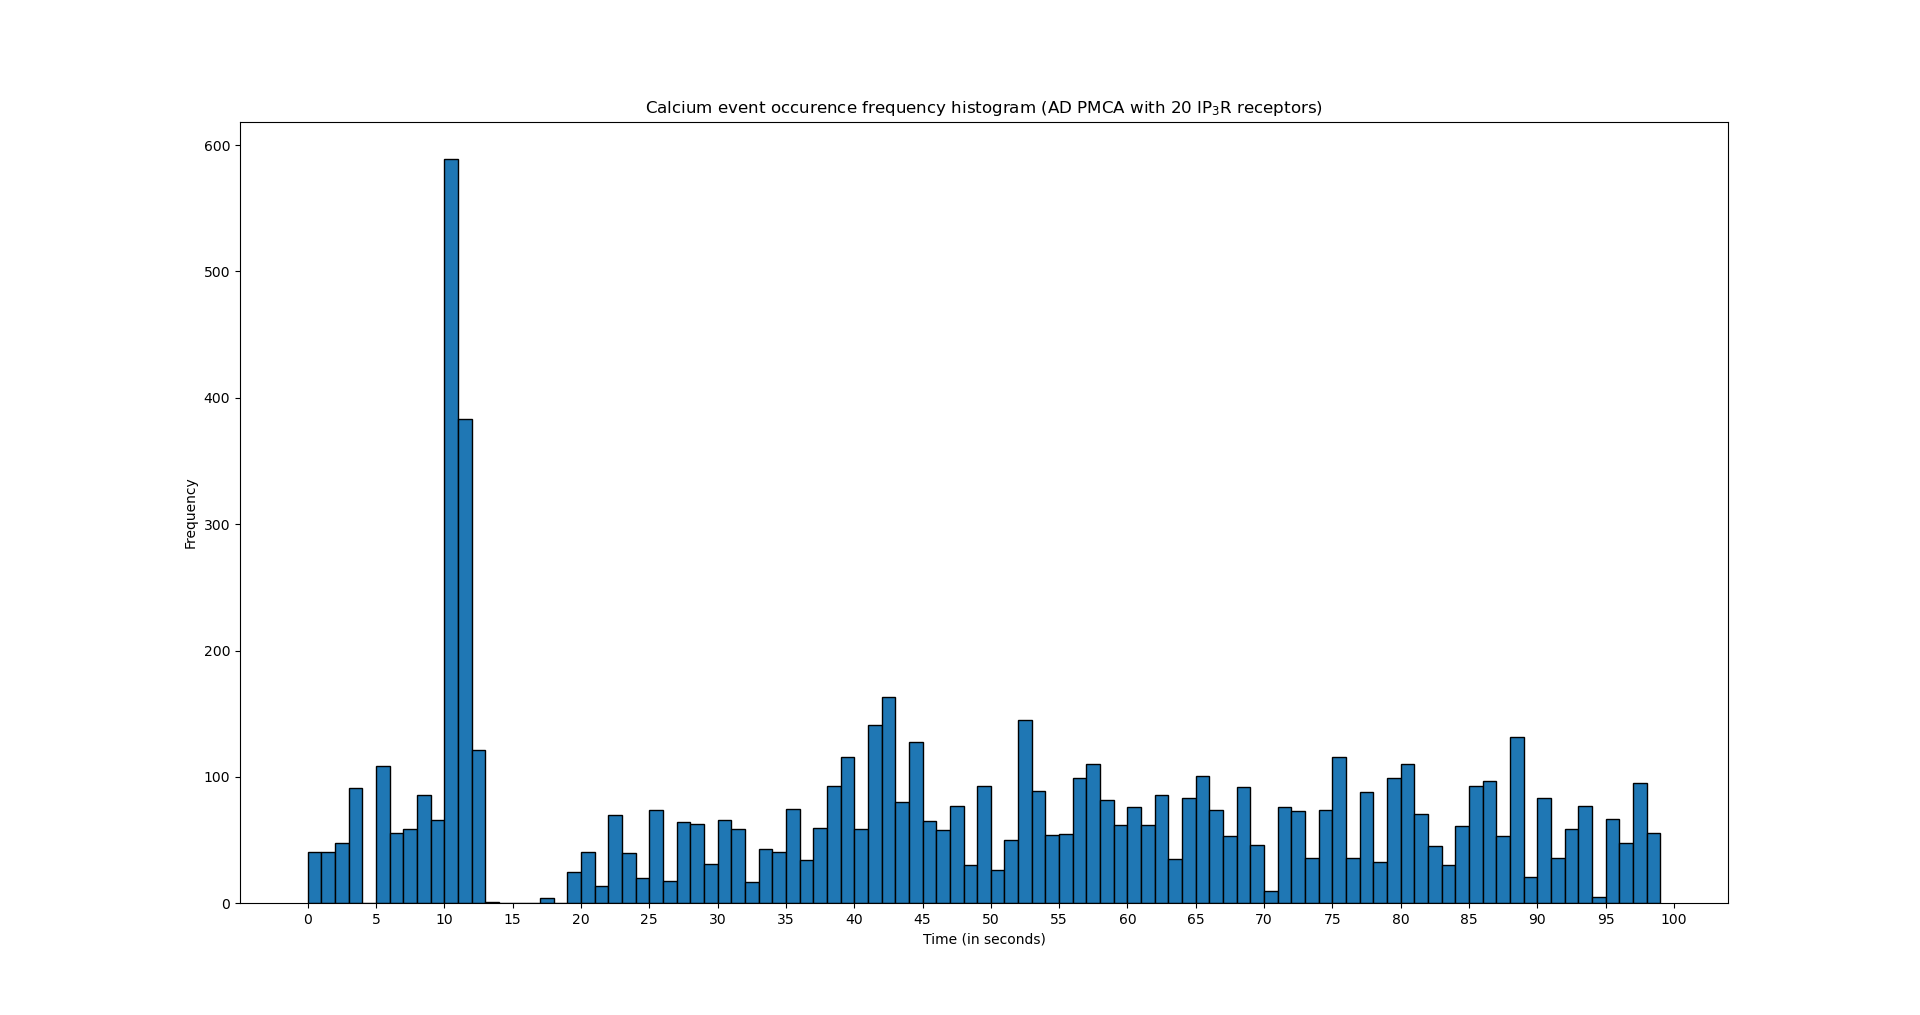 Calcium event occurence frequency histogram (AD PMCA with 20 IP₃R receptors)
600
500
400
300
200
100
0
Frequency
0 5 10 15 20 25 30 35 40 45 50 55 60 65 70 75 80 85 90 95 100
Time (in seconds)